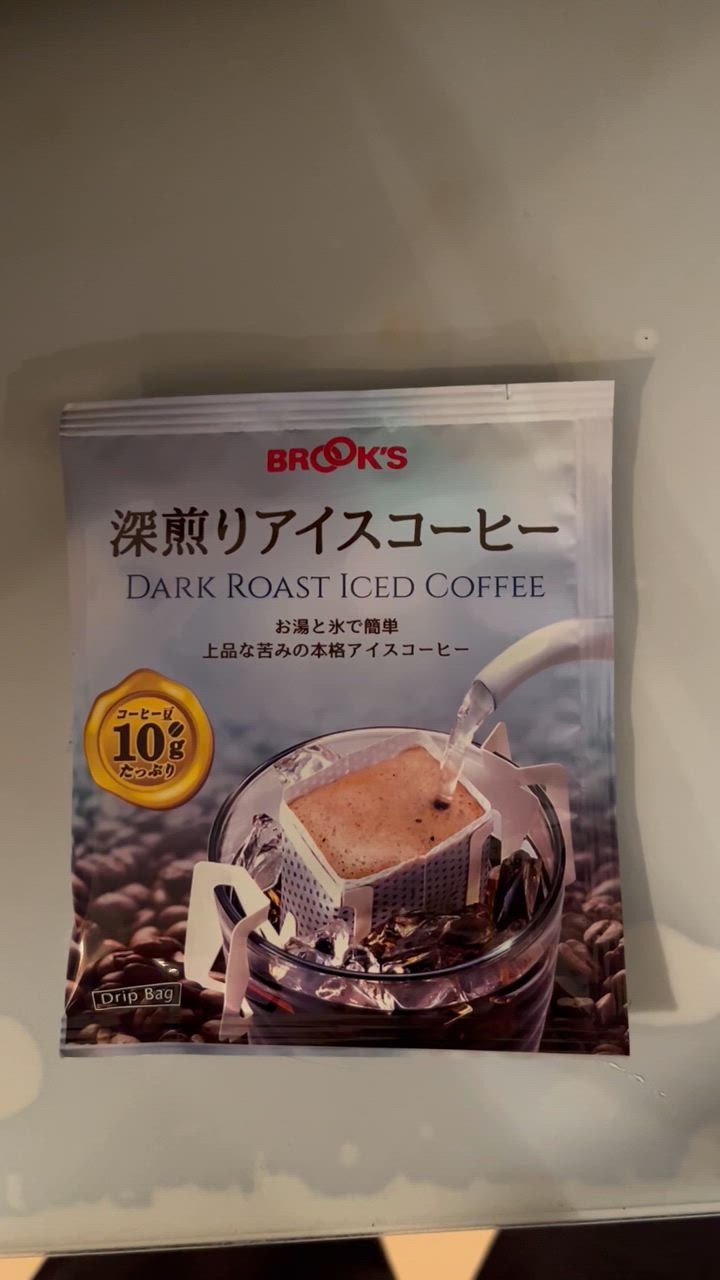 BROOK'S
深煎りアイスコーヒー
DARK ROAST ICED COFFEE
お湯と氷で簡単
上品な苦みの本格アイスコーヒー
コーヒー豆
10g
たっぷり
Drip Bag